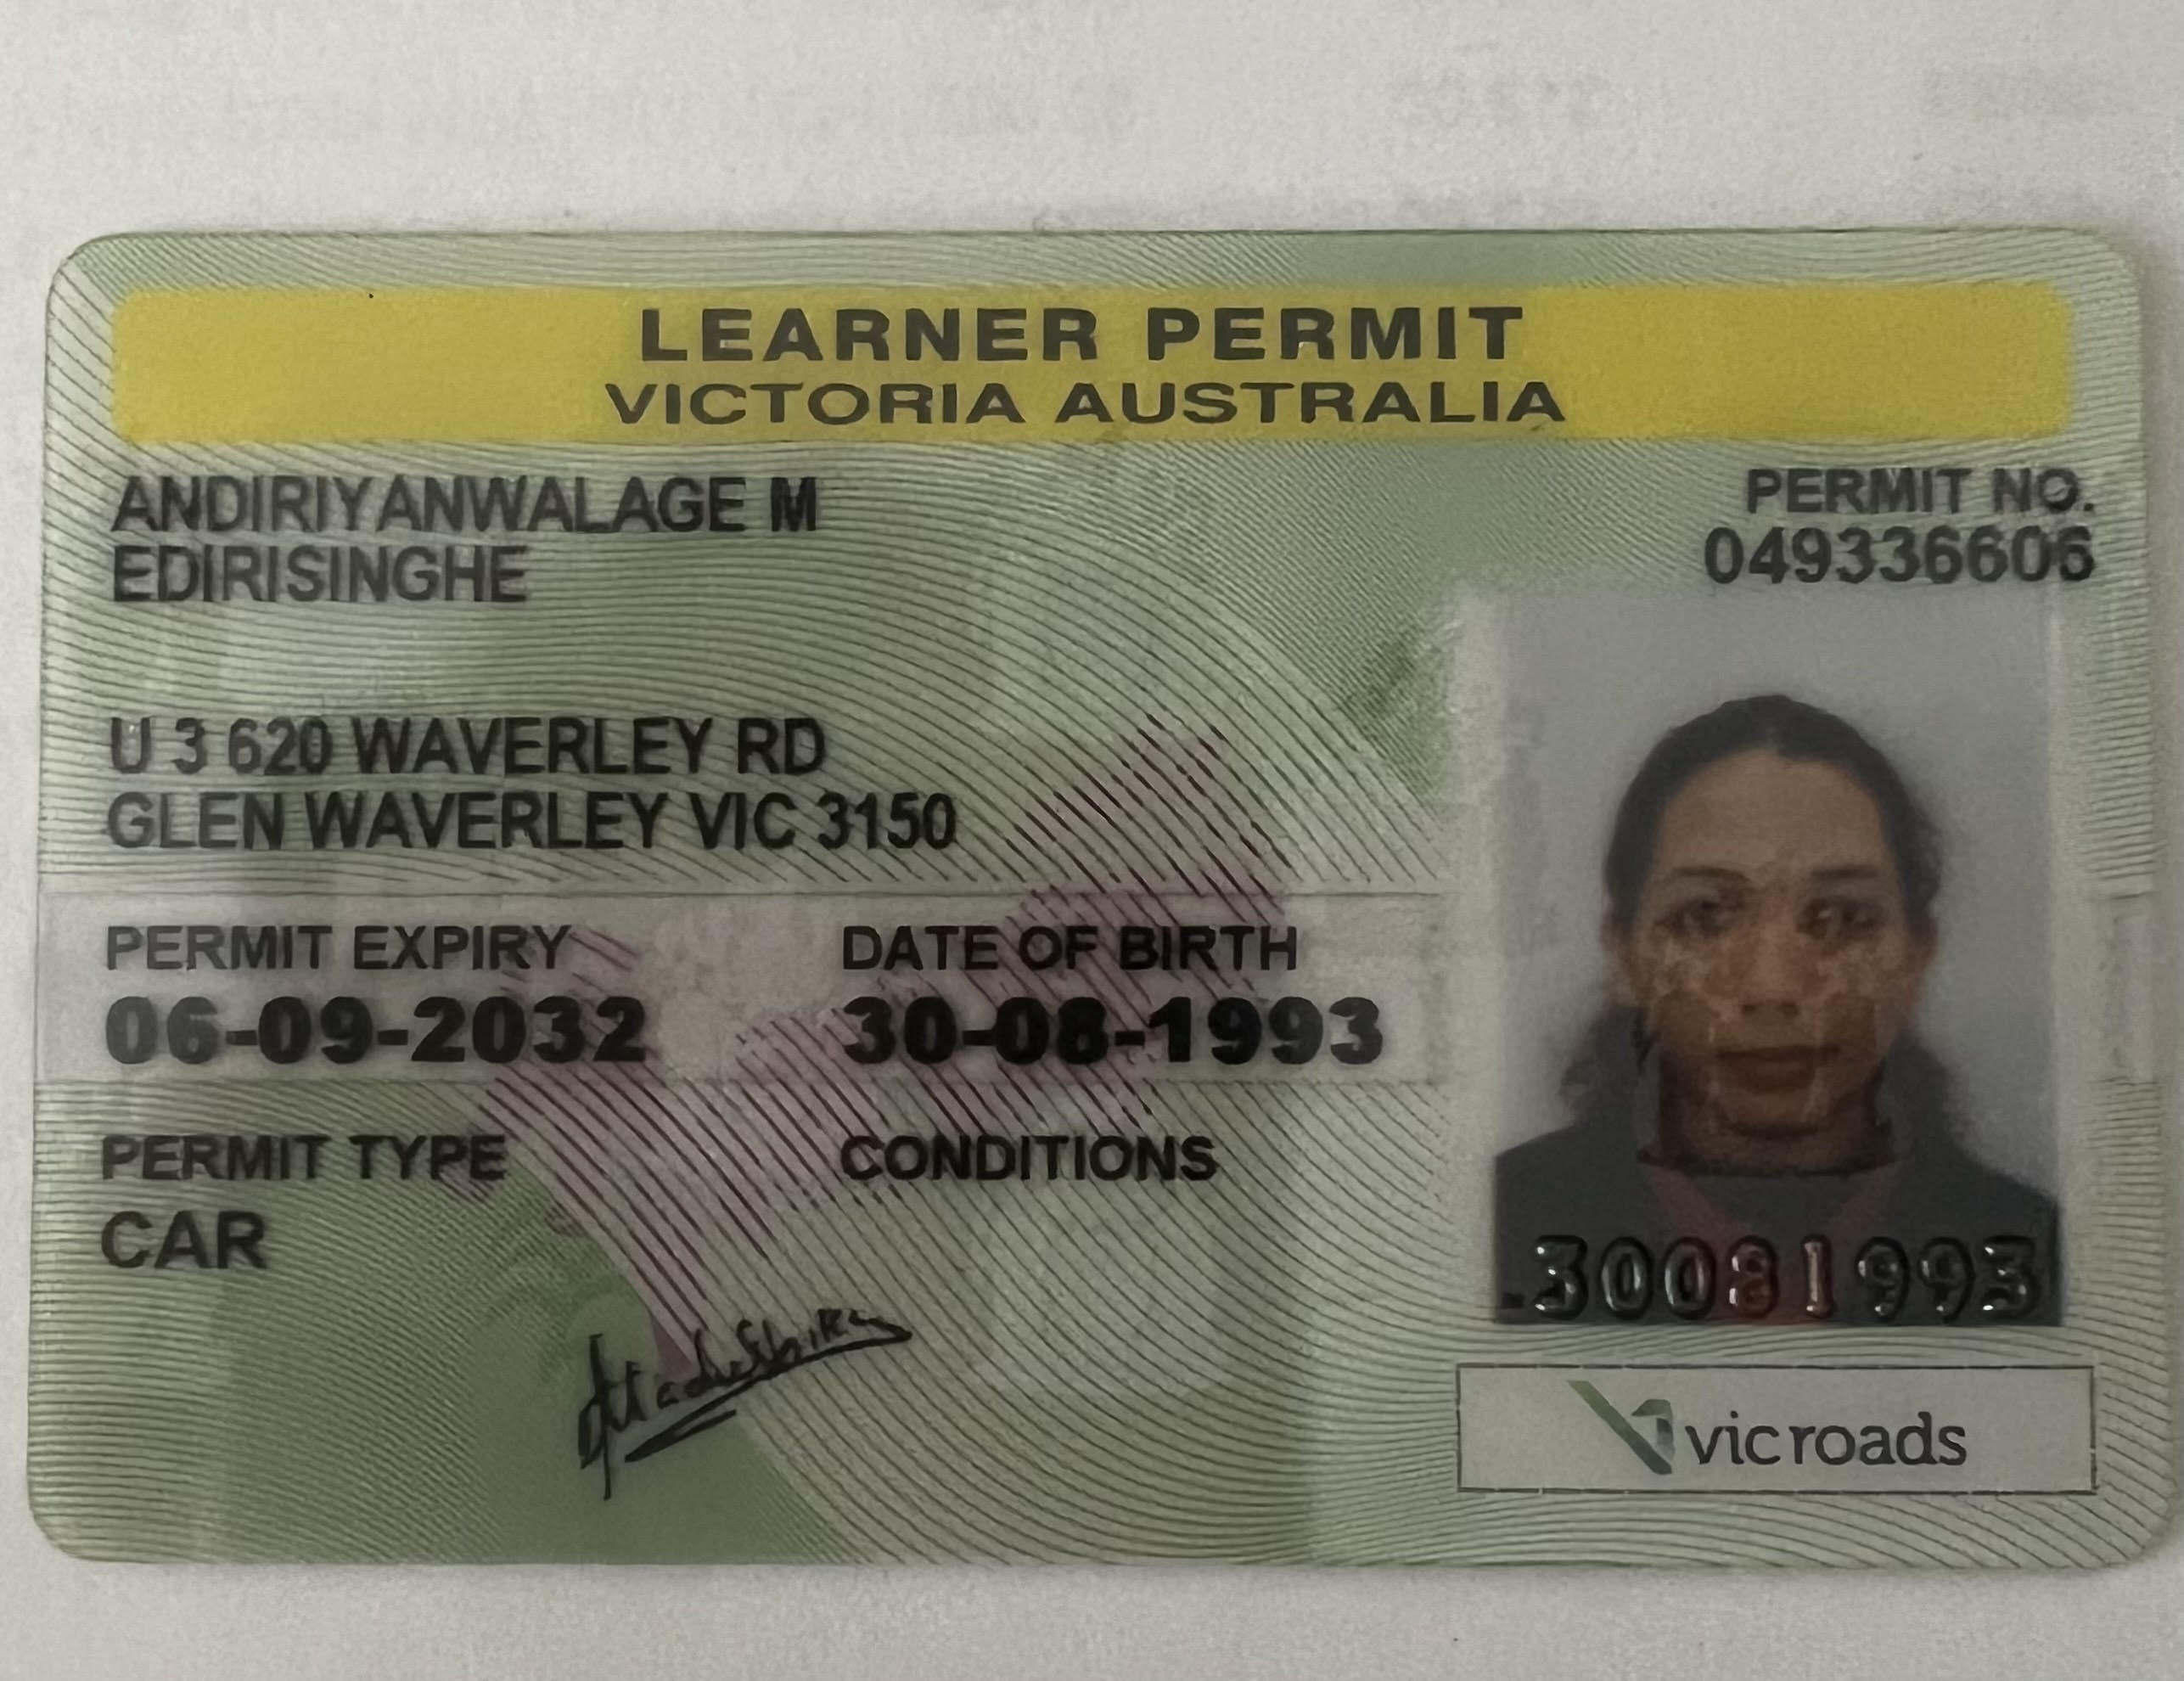 LEARNER PERMIT
VICTORIA AUSTRALIA
ANDIRIYANWALAGE M
EDIRISINGHE
PERMIT NO.
049336606
U 3 620 WAVERLEY RD
GLEN WAVERLEY VIC 3150
PERMIT EXPIRY DATE OF BIRTH
06-09-2032 30-08-1993
PERMIT TYPE CONDITIONS
CAR
30081993
vicroads